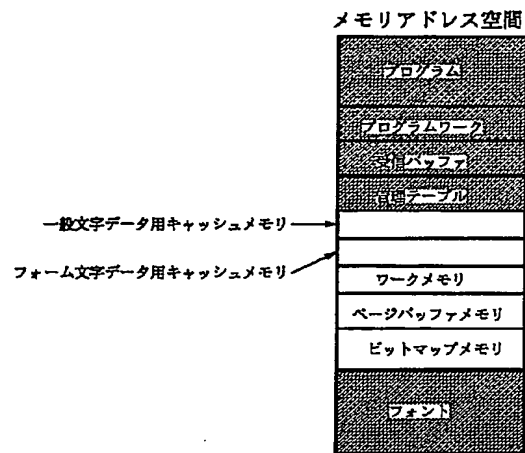 メモリアドレス空間
プログラム
プログラムワーク
受信バッファ
管理テーブル
一般文字データ用キャッシュメモリ
フォーム文字データ用キャッシュメモリ
ワークメモリ
ページバッファメモリ
ビットマップメモリ
フォント